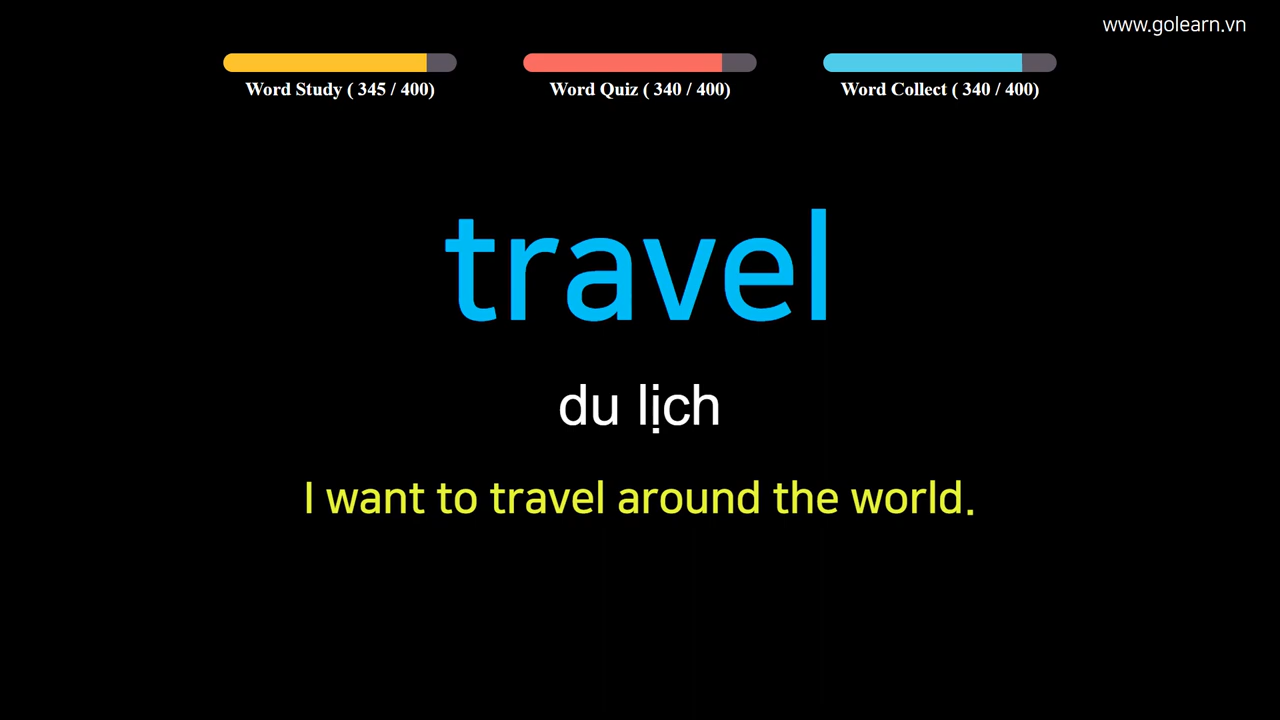 www.golearn.vn
Word Study ( 345 / 400)
Word Quiz ( 340 / 400)
Word Collect ( 340 / 400)
travel
du lịch
I want to travel around the world.